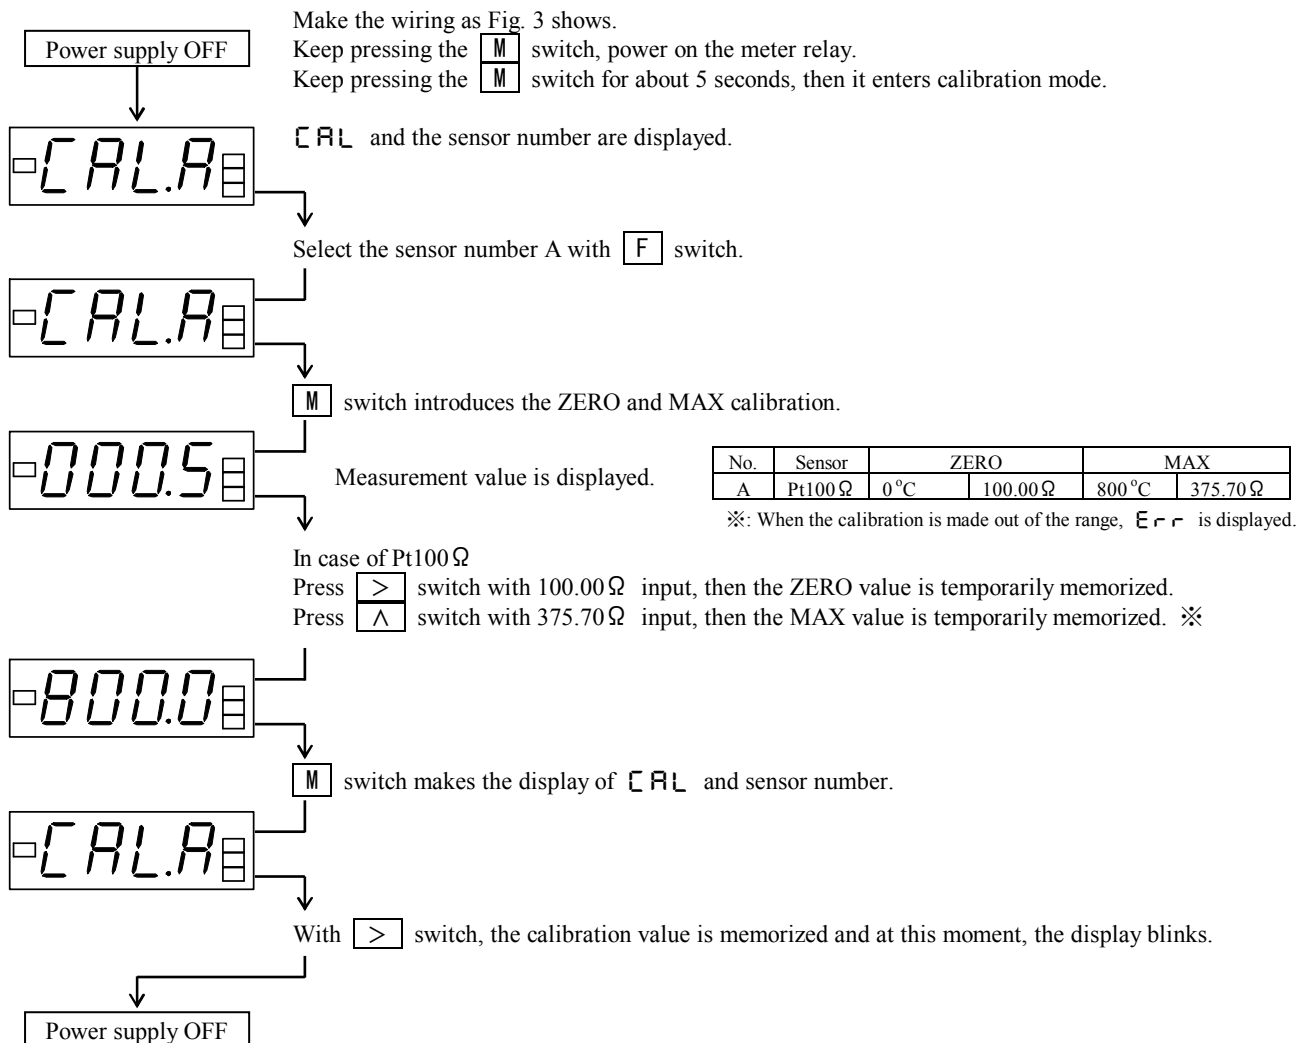 Make the wiring as Fig. 3 shows.
Power supply OFF
Keep pressing the M switch, power on the meter relay.
Keep pressing the M switch for about 5 seconds, then it enters calibration mode.
CAL and the sensor number are displayed.
CAL.A
Select the sensor number A with F switch.
CAL.A
M switch introduces the ZERO and MAX calibration.
000.5
Measurement value is displayed.
No. Sensor ZERO MAX
A Pt100Ω 0°C 100.00Ω 800°C 375.70Ω
※: When the calibration is made out of the range, Err is displayed.
In case of Pt100Ω
Press > switch with 100.00Ω input, then the ZERO value is temporarily memorized.
Press ∧ switch with 375.70Ω input, then the MAX value is temporarily memorized. ※
800.0
M switch makes the display of CAL and sensor number.
CAL.A
With > switch, the calibration value is memorized and at this moment, the display blinks.
Power supply OFF